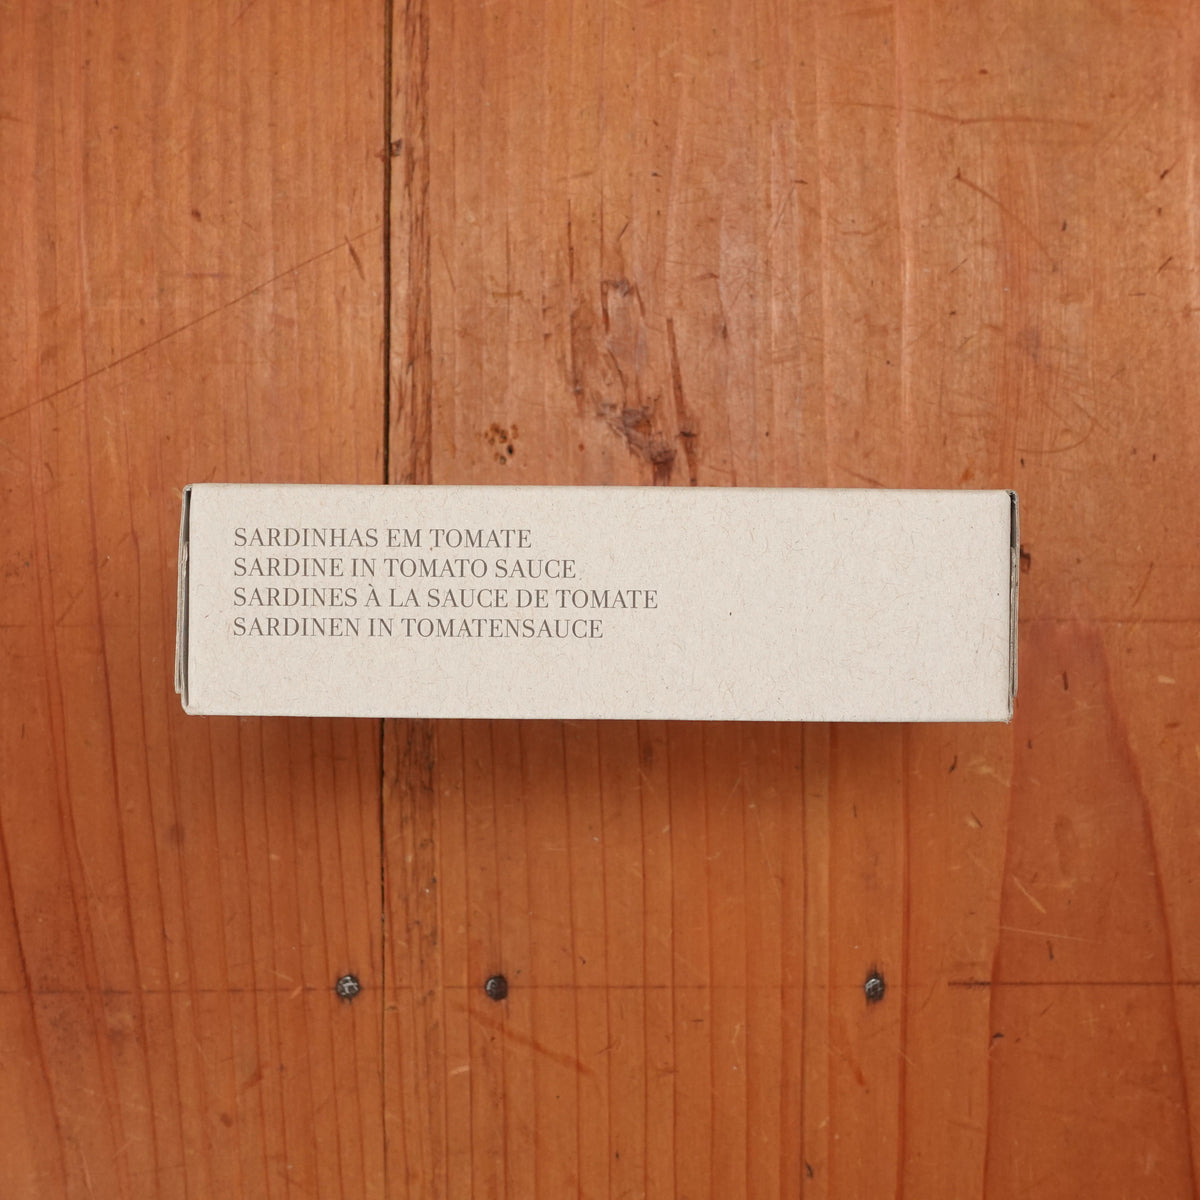 SARDINHAS EM TOMATE
SARDINE IN TOMATO SAUCE
SARDINES À LA SAUCE DE TOMATE
SARDINEN IN TOMATENSAUCE